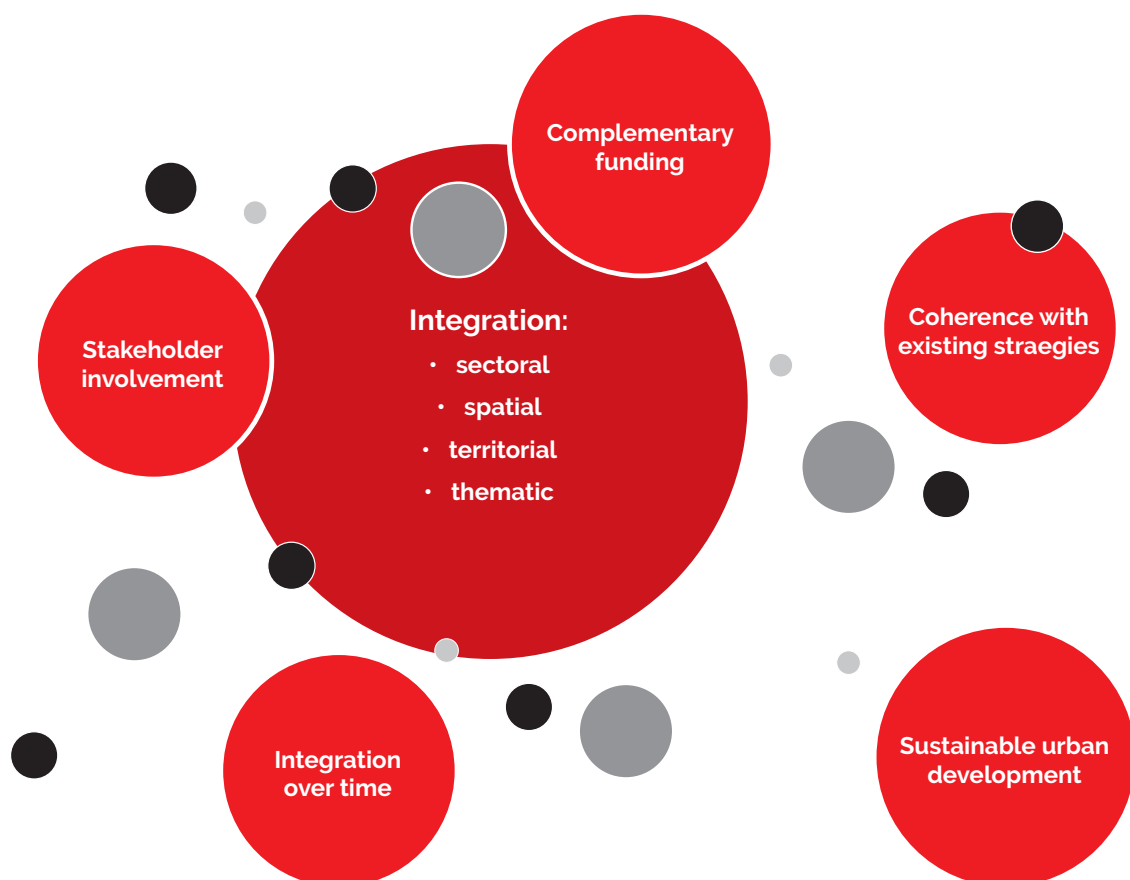 Complementary
funding
Stakeholder
involvement
Integration:
• sectoral
• spatial
• territorial
• thematic
Coherence with
existing straegies
Integration
over time
Sustainable urban
development